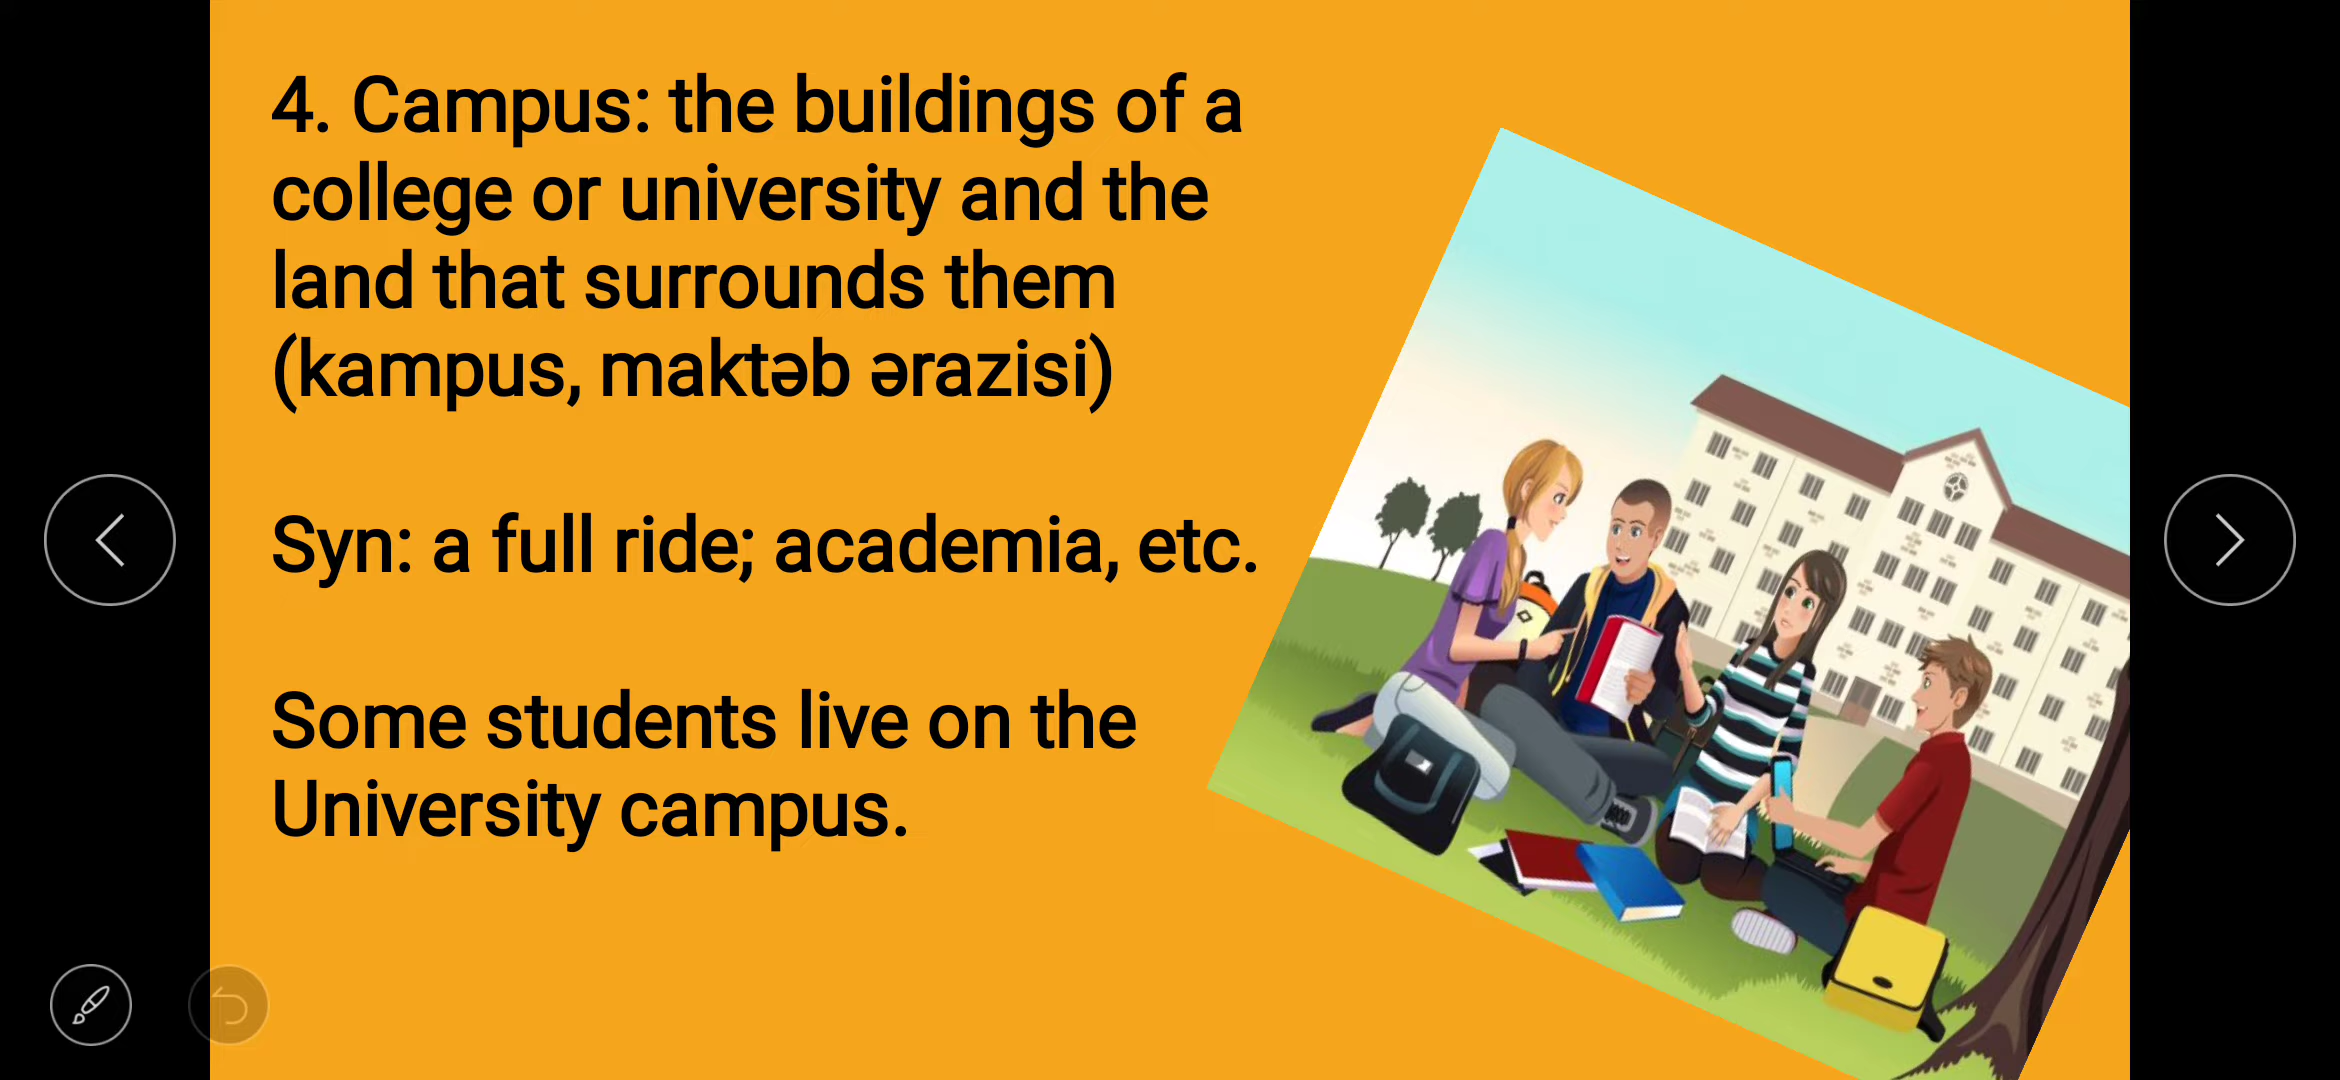 4. Campus: the buildings of a
college or university and the
land that surrounds them
(kampus, maktəb ərazisi)
Syn: a full ride; academia, etc.
Some students live on the
University campus.